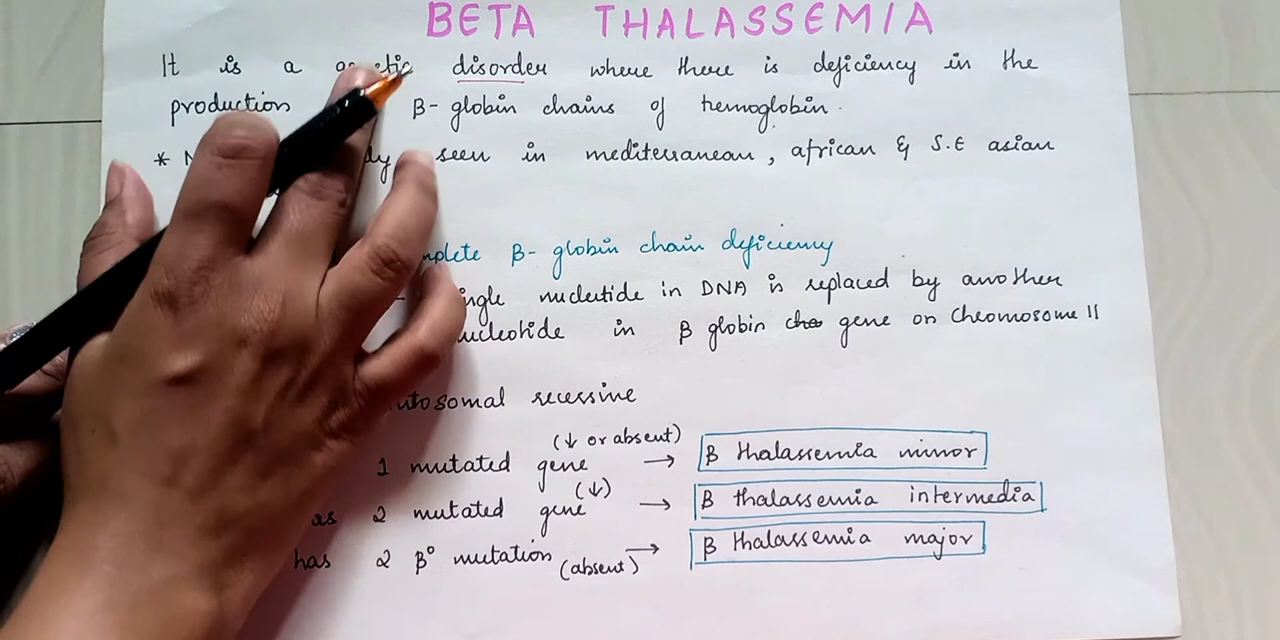 BETA THALASSEMIA
It is a genetic disorder where there is deficiency in the
production β- globin chains of hemoglobin.
* seen in mediterranean, african & S.E asian
β- globin chain deficiency
nucleutide in DNA is replaced by another
in β globin cha gene on chromosome 11
autosomal recessive
(↓ or absent)
1 mutated gene → β thalassemia minor
(↓)
as 2 mutated gene → β thalassemia intermedia
has 2 β° mutation (absent) → β thalassemia major